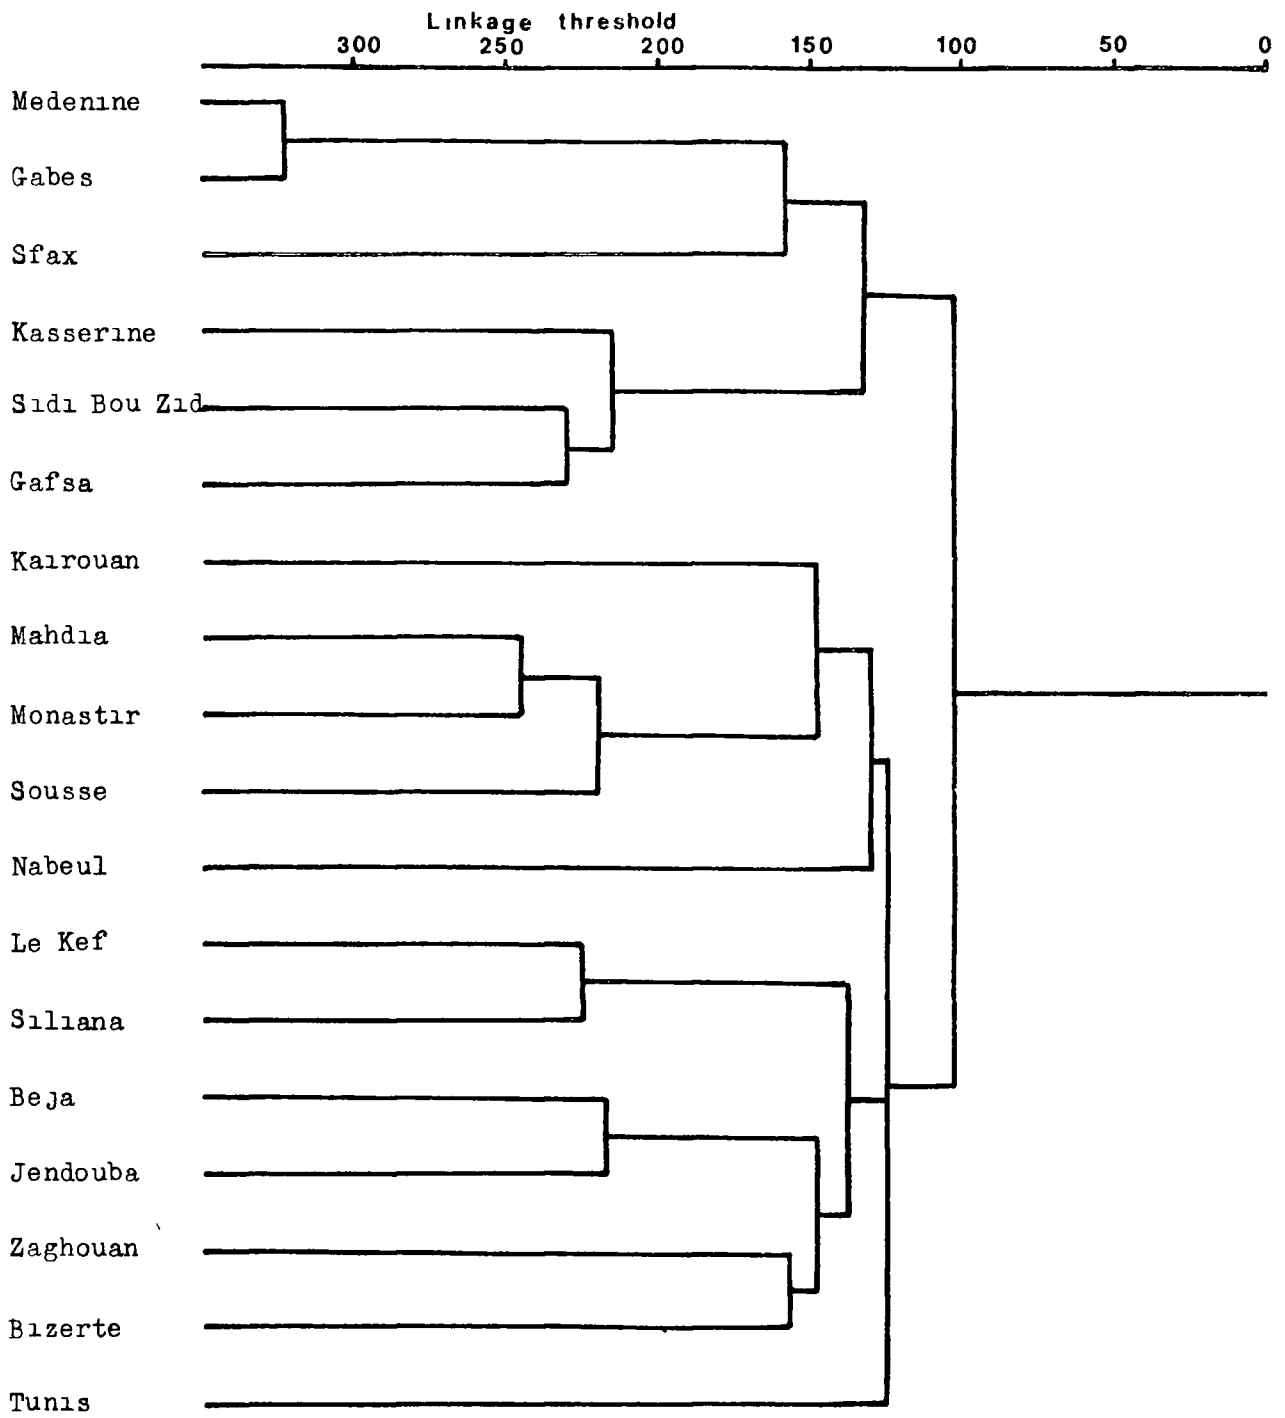 Linkage threshold
300 250 200 150 100 50 0
Medenine
Gabes
Sfax
Kasserine
Sidi Bou Zid
Gafsa
Kairouan
Mahdia
Monastir
Sousse
Nabeul
Le Kef
Siliana
Beja
Jendouba
Zaghouan
Bizerte
Tunis